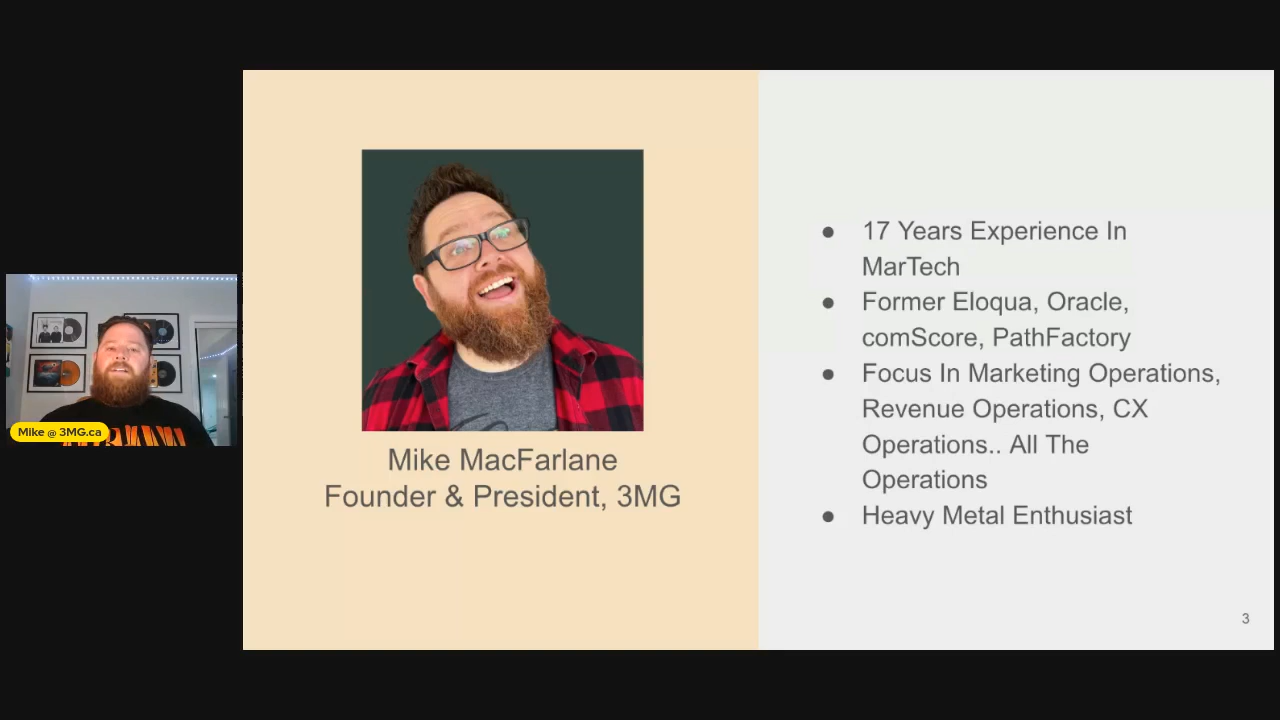 Mike @ 3MG.ca
Mike MacFarlane
Founder & President, 3MG
● 17 Years Experience In
MarTech
● Former Eloqua, Oracle,
comScore, PathFactory
● Focus In Marketing Operations,
Revenue Operations, CX
Operations.. All The
Operations
● Heavy Metal Enthusiast
3